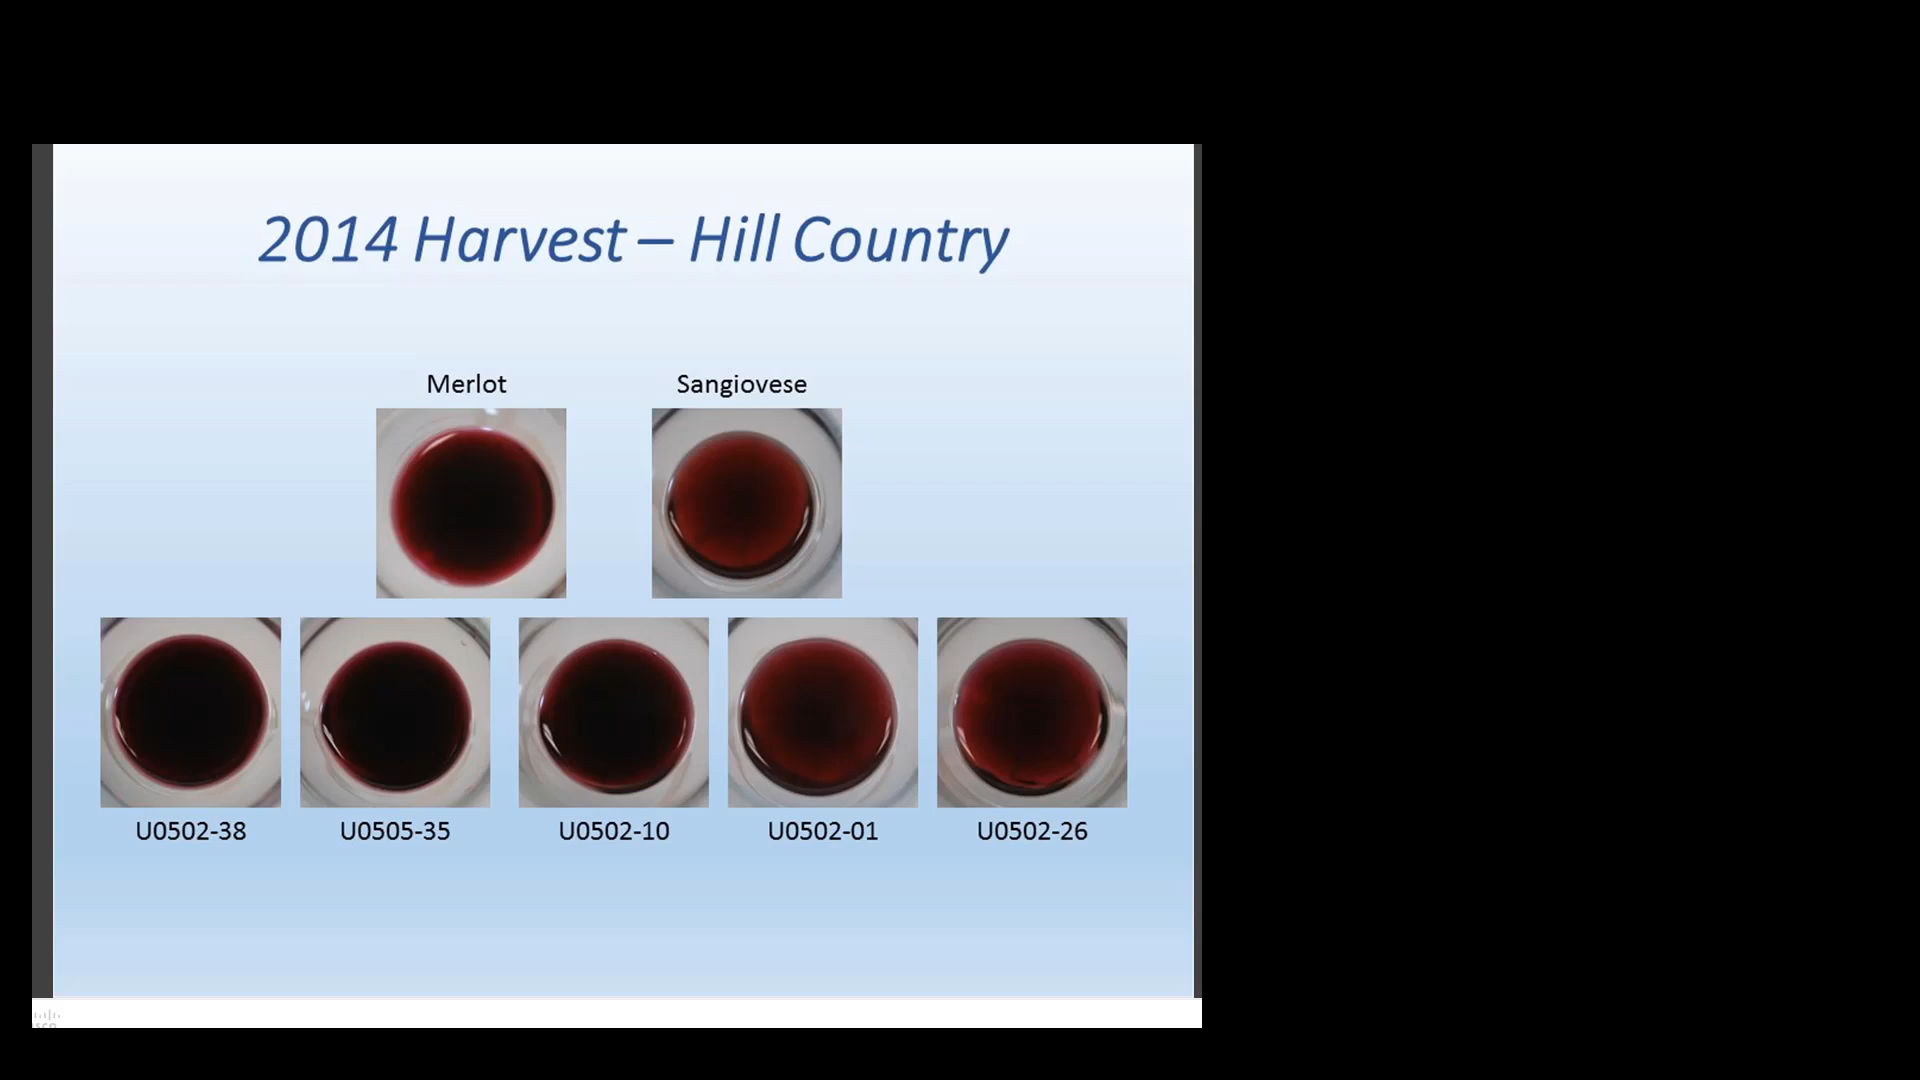 2014 Harvest – Hill Country
Merlot
Sangiovese
U0502-38
U0505-35
U0502-10
U0502-01
U0502-26